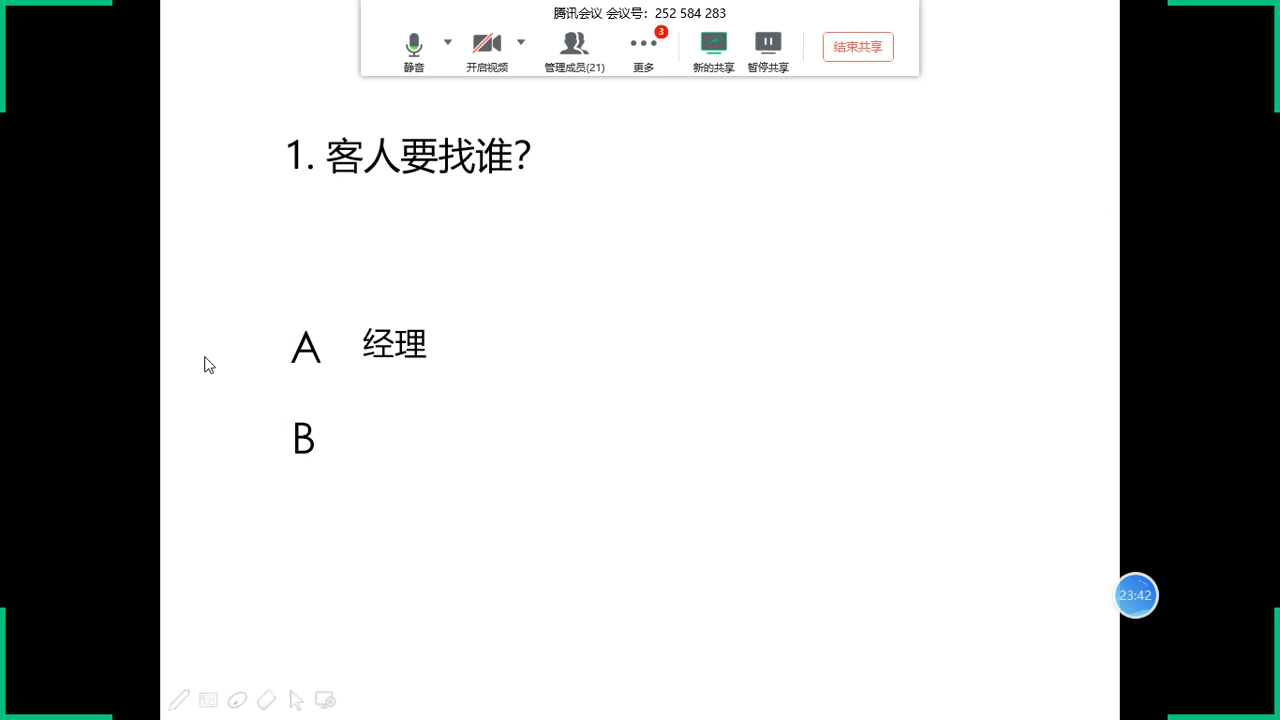 腾讯会议 会议号：252 584 283
3
静音 开启视频 管理成员(21) 更多 新的共享 暂停共享 结束共享
1. 客人要找谁?
A 经理
B
23:42